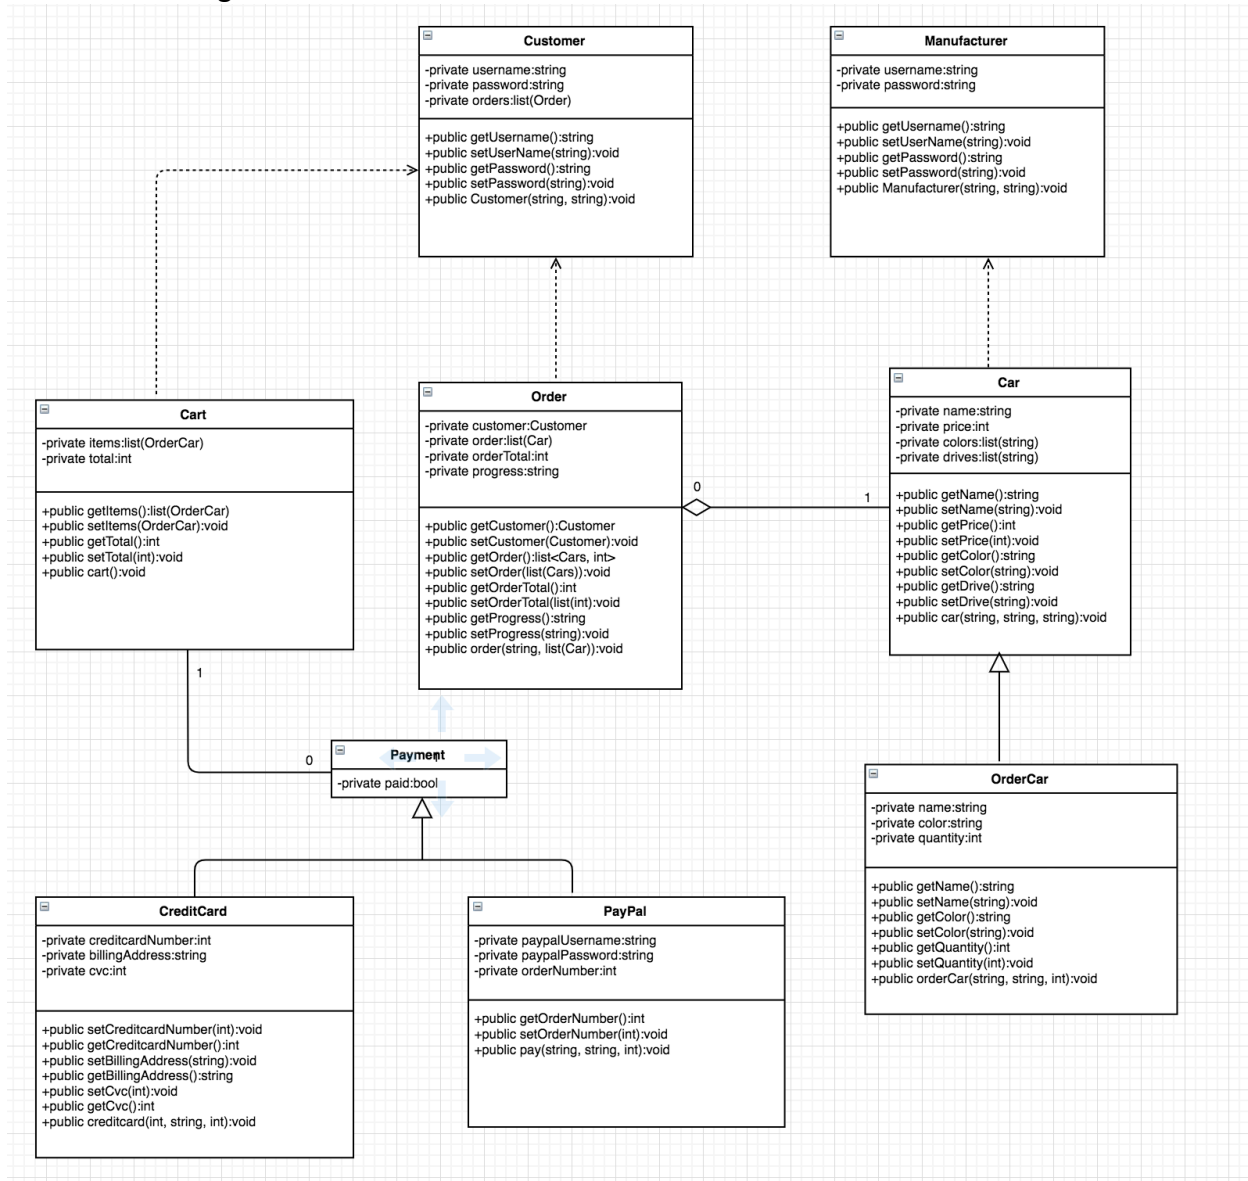 Customer
-private username:string
-private password:string
-private orders:list(Order)
+public getUsername():string
+public setUserName(string):void
+public getPassword():string
+public setPassword(string):void
+public Customer(string, string):void
Manufacturer
-private username:string
-private password:string
+public getUsername():string
+public setUserName(string):void
+public getPassword():string
+public setPassword(string):void
+public Manufacturer(string, string):void
Cart
-private items:list(OrderCar)
-private total:int
+public getItems():list(OrderCar)
+public setItems(OrderCar):void
+public getTotal():int
+public setTotal(int):void
+public cart():void
Order
-private customer:Customer
-private order:list(Car)
-private orderTotal:int
-private progress:string
+public getCustomer():Customer
+public setCustomer(Customer):void
+public getOrder():list<Cars, int>
+public setOrder(list(Cars)):void
+public getOrderTotal():int
+public setOrderTotal(list(int):void
+public getProgress():string
+public setProgress(string):void
+public order(string, list(Car)):void
0
1
Car
-private name:string
-private price:int
-private colors:list(string)
-private drives:list(string)
+public getName():string
+public setName(string):void
+public getPrice():int
+public setPrice(int):void
+public getColor():string
+public setColor(string):void
+public getDrive():string
+public setDrive(string):void
+public car(string, string, string):void
1
0
Payment
-private paid:bool
OrderCar
-private name:string
-private color:string
-private quantity:int
+public getName():string
+public setName(string):void
+public getColor():string
+public setColor(string):void
+public getQuantity():int
+public setQuantity(int):void
+public orderCar(string, string, int):void
CreditCard
-private creditcardNumber:int
-private billingAddress:string
-private cvc:int
+public setCreditcardNumber(int):void
+public getCreditcardNumber():int
+public setBillingAddress(string):void
+public getBillingAddress():string
+public setCvc(int):void
+public getCvc():int
+public creditcard(int, string, int):void
PayPal
-private paypalUsername:string
-private paypalPassword:string
-private orderNumber:int
+public getOrderNumber():int
+public setOrderNumber(int):void
+public pay(string, string, int):void